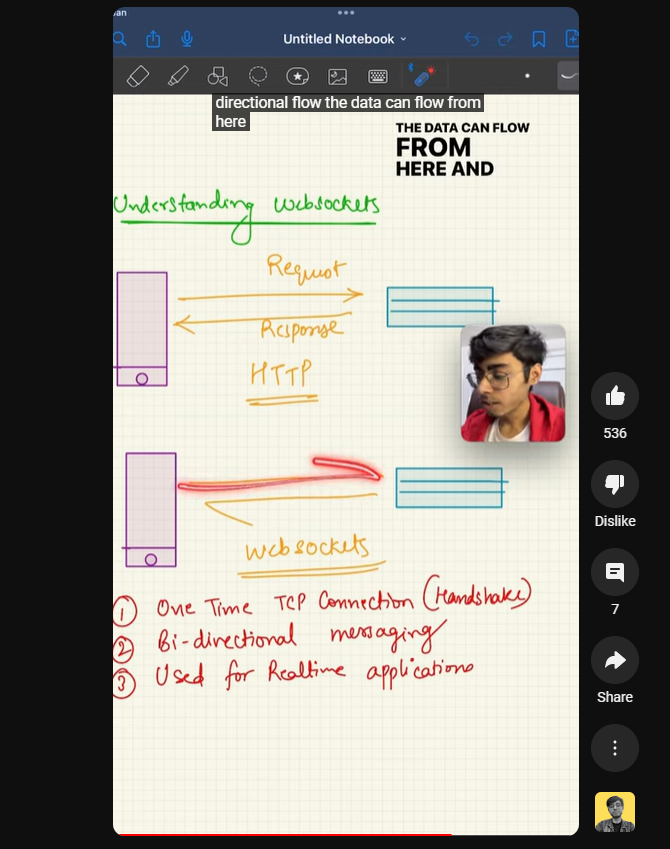 an
Untitled Notebook
directional flow the data can flow from
here
THE DATA CAN FLOW
FROM
HERE AND
Understanding Websockets
Request
Response
HTTP
536
Dislike
Websockets
7
① One Time TCP Connection (Handshake)
② Bi-directional messaging
③ Used for Realtime applications
Share